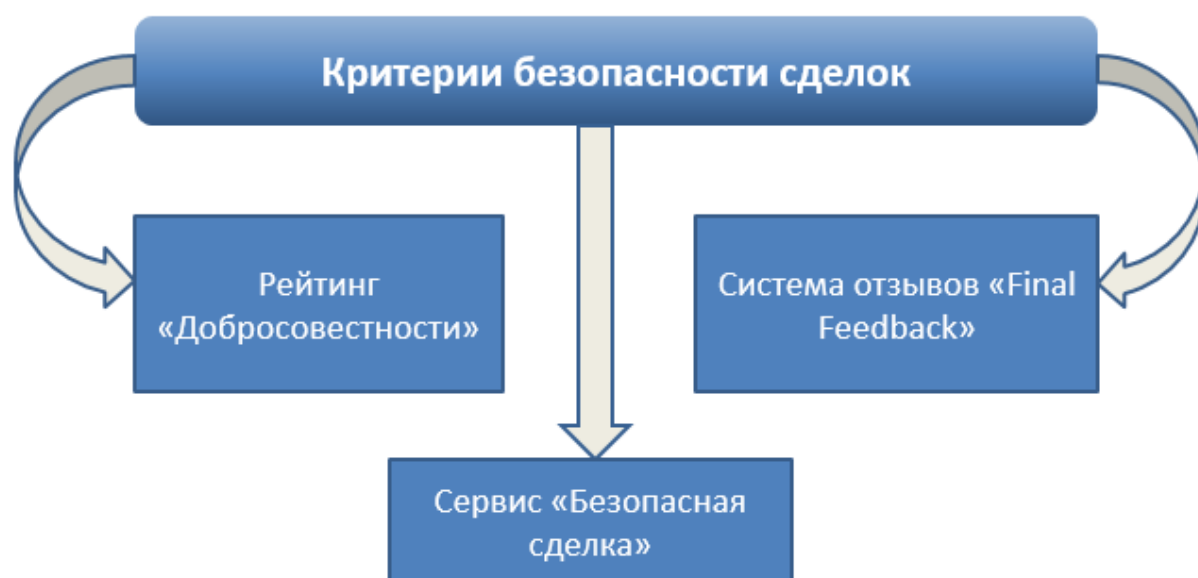 Критерии безопасности сделок
Рейтинг
«Добросовестности»
Система отзывов «Final
Feedback»
Сервис «Безопасная
сделка»